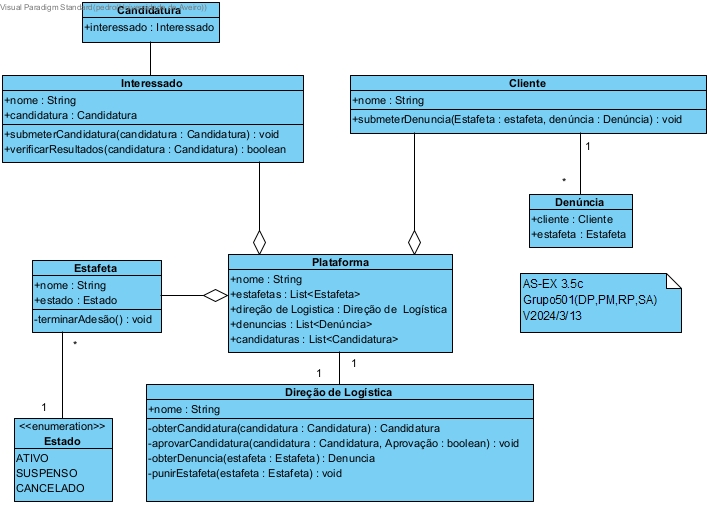 Visual Paradigm Standard(pedro
de Aveiro))
Candidatura
+interessado : Interessado
Interessado
+nome : String
+candidatura : Candidatura
+submeterCandidatura(candidatura : Candidatura) : void
+verificarResultados(candidatura : Candidatura) : boolean
Cliente
+nome : String
+submeterDenuncia(Estafeta : estafeta, denúncia : Denúncia) : void
1
*
Denúncia
+cliente : Cliente
+estafeta : Estafeta
Estafeta
+nome : String
+estado : Estado
-terminarAdesão() : void
Plataforma
+nome : String
+estafetas : List<Estafeta>
+direção de Logistica : Direção de Logística
+denuncias : List<Denúncia>
+candidaturas : List<Candidatura>
AS-EX 3.5c
Grupo501(DP,PM,RP,SA)
V2024/3/13
*
1
1
1
<<enumeration>>
Estado
ATIVO
SUSPENSO
CANCELADO
Direção de Logística
+nome : String
-obterCandidatura(candidatura : Candidatura) : Candidatura
-aprovarCandidatura(candidatura : Candidatura, Aprovação : boolean) : void
-obterDenuncia(estafeta : Estafeta) : Denuncia
-punirEstafeta(estafeta : Estafeta) : void